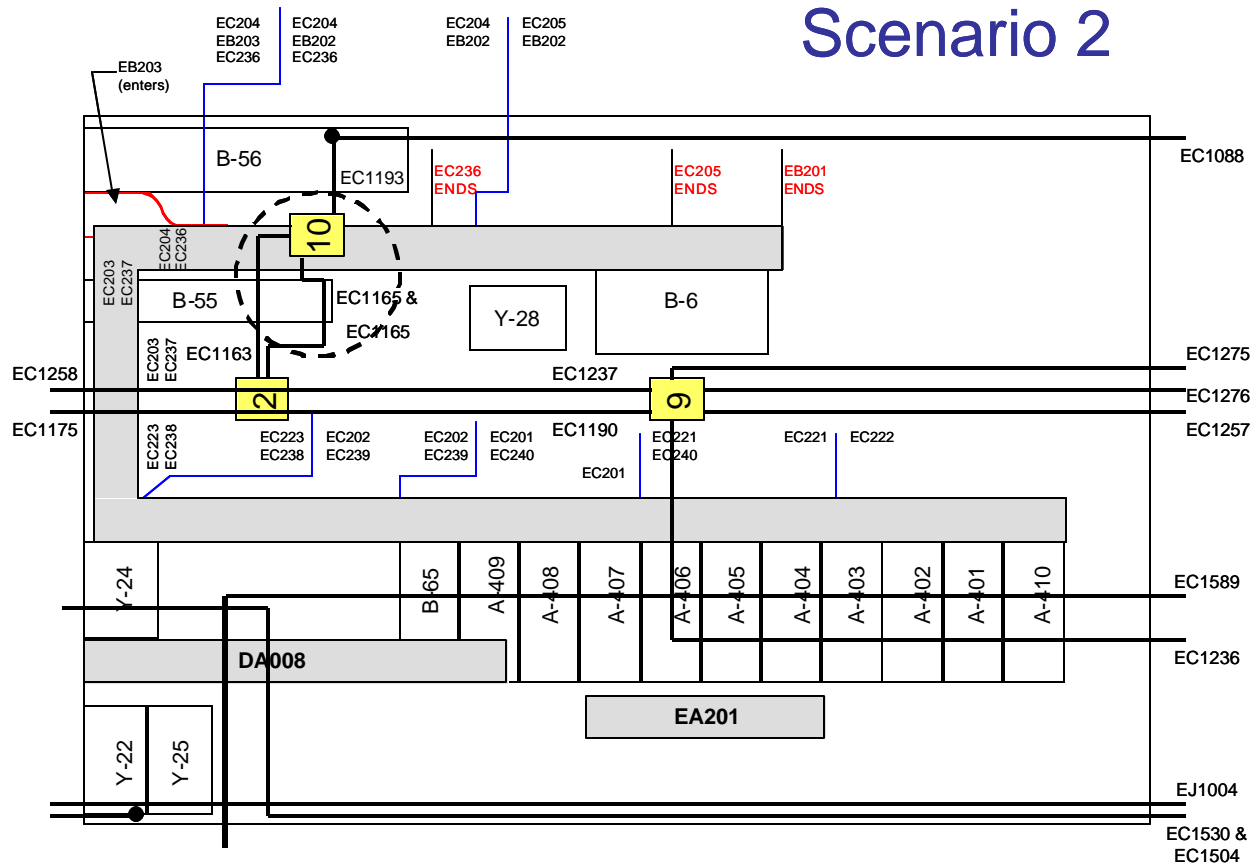 Scenario 2
EC204
EB203
EC236
EC204
EB202
EC236
EC204
EB202
EC205
EB202
EB203
(enters)
B-56
EC1193
EC236
ENDS
EC205
ENDS
EB201
ENDS
EC1088
10
EC204
EC236
EC203
EC237
B-55
EC1165 &
EC1165
Y-28
B-6
EC203
EC237
EC1163
EC1237
EC1275
EC1258
2
9
EC1276
EC1175
EC1190
EC1257
EC223
EC238
EC223
EC238
EC202
EC239
EC202
EC239
EC201
EC240
EC201
EC221
EC240
EC221
EC222
Y-24
B-65
A-409
A-408
A-407
A-406
A-405
A-404
A-403
A-402
A-401
A-410
EC1589
EC1236
DA008
EA201
Y-22
Y-25
EJ1004
EC1530 &
EC1504